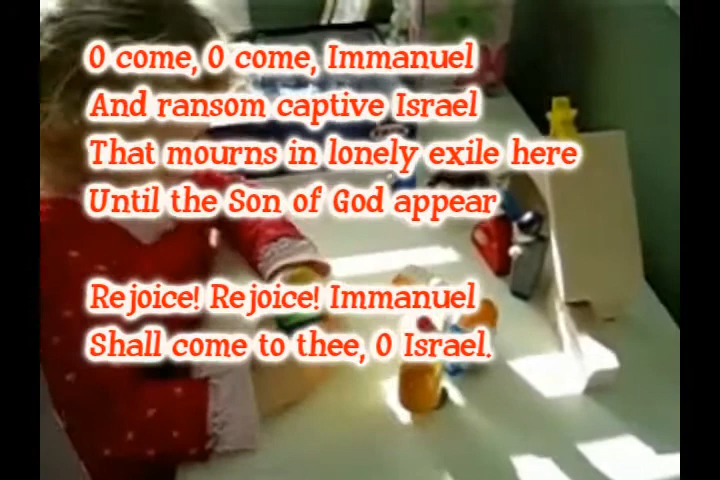 O come, O come, Immanuel
And ransom captive Israel
That mourns in lonely exile here
Until the Son of God appear
Rejoice! Rejoice! Immanuel
Shall come to thee, O Israel.